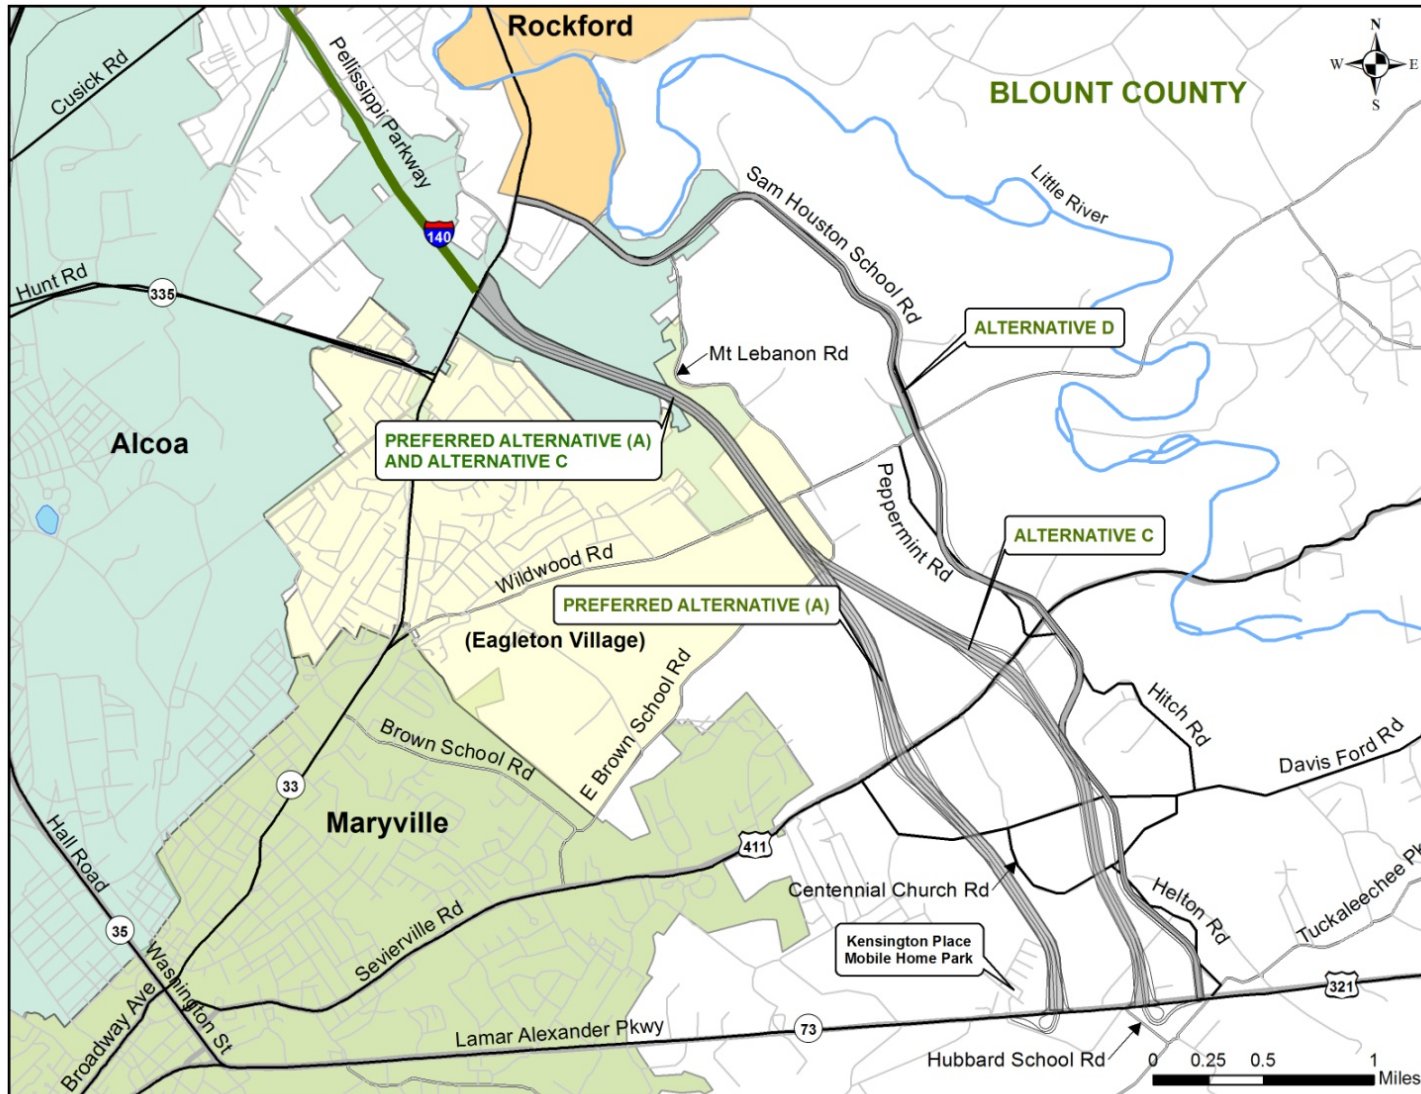 Rockford
N
W
E
S
BLOUNT COUNTY
Cusick Rd
Pellissippi Parkway
140
Sam Houston School Rd
Little River
Hunt Rd
335
ALTERNATIVE D
Mt Lebanon Rd
Alcoa
PREFERRED ALTERNATIVE (A)
AND ALTERNATIVE C
Peppermint Rd
ALTERNATIVE C
Wildwood Rd
PREFERRED ALTERNATIVE (A)
(Eagleton Village)
E Brown School Rd
Brown School Rd
Hitch Rd
Davis Ford Rd
33
Maryville
411
Hall Road
Centennial Church Rd
Helton Rd
Tuckaleechee Pk
35
Sevierville Rd
Kensington Place
Mobile Home Park
Washington St
Broadway Ave
321
Lamar Alexander Pkwy
73
Hubbard School Rd
0 0.25 0.5 1
Miles